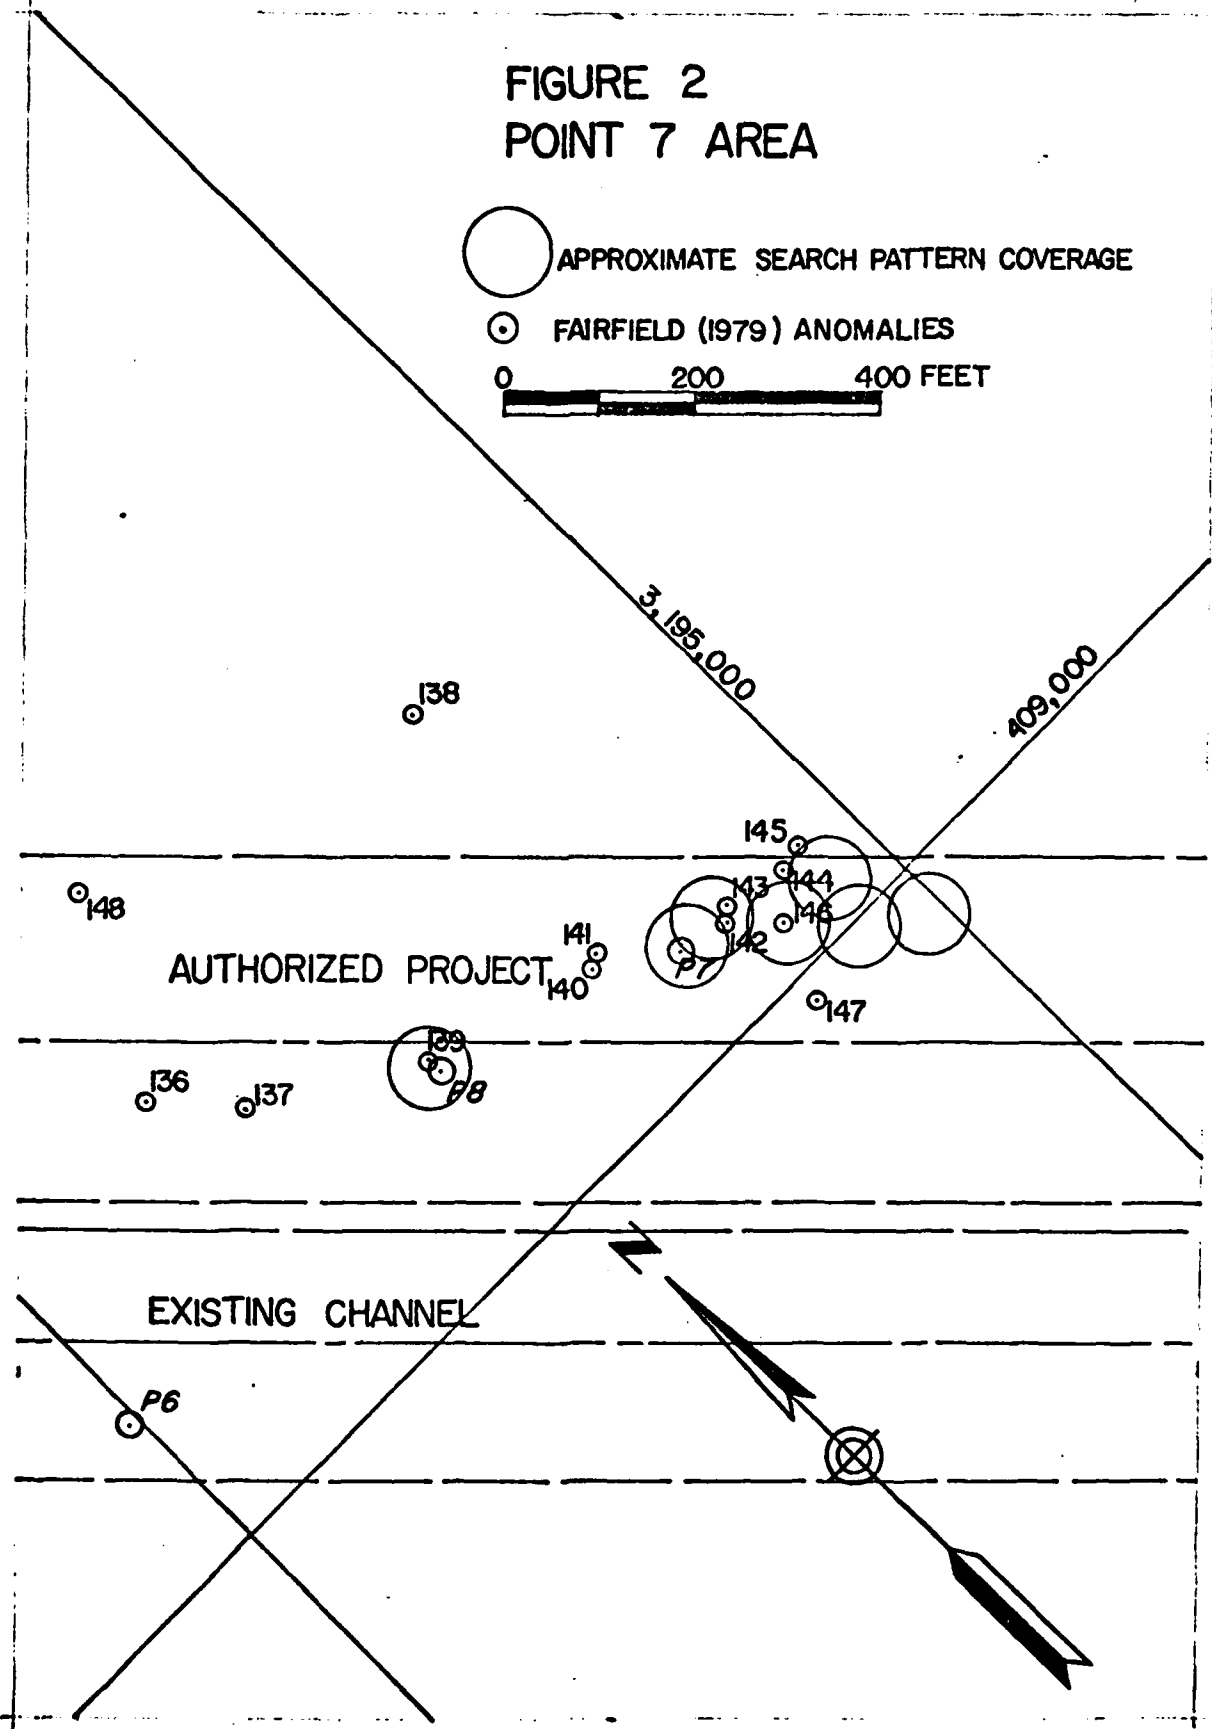 FIGURE 2
POINT 7 AREA
APPROXIMATE SEARCH PATTERN COVERAGE
FAIRFIELD (1979) ANOMALIES
0 200 400 FEET
3,195,000
409,000
138
145
144
143
148
146
142
141
P7
AUTHORIZED PROJECT
140
147
139
136
137
P8
N
EXISTING CHANNEL
P6